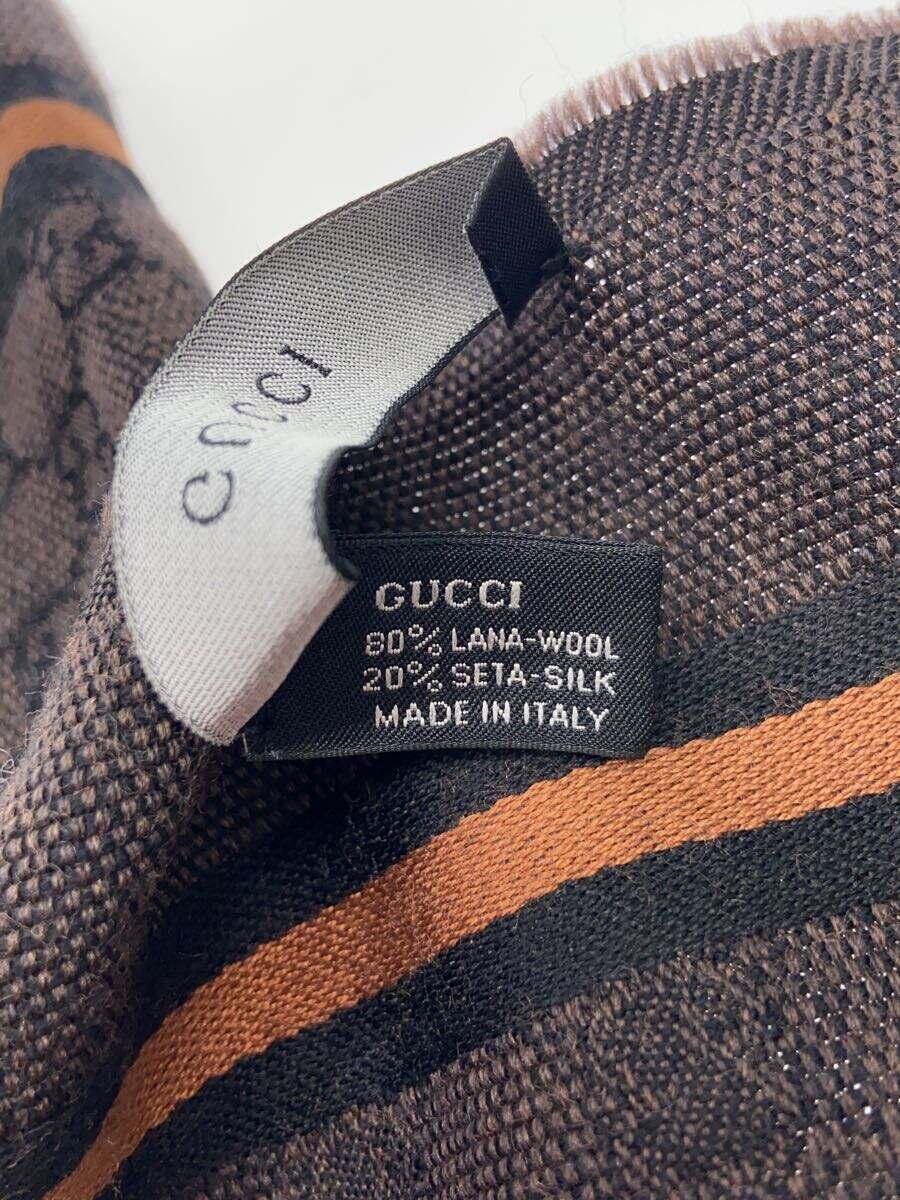 GUCCI
GUCCI
80% LANA-WOOL
20% SETA-SILK
MADE IN ITALY